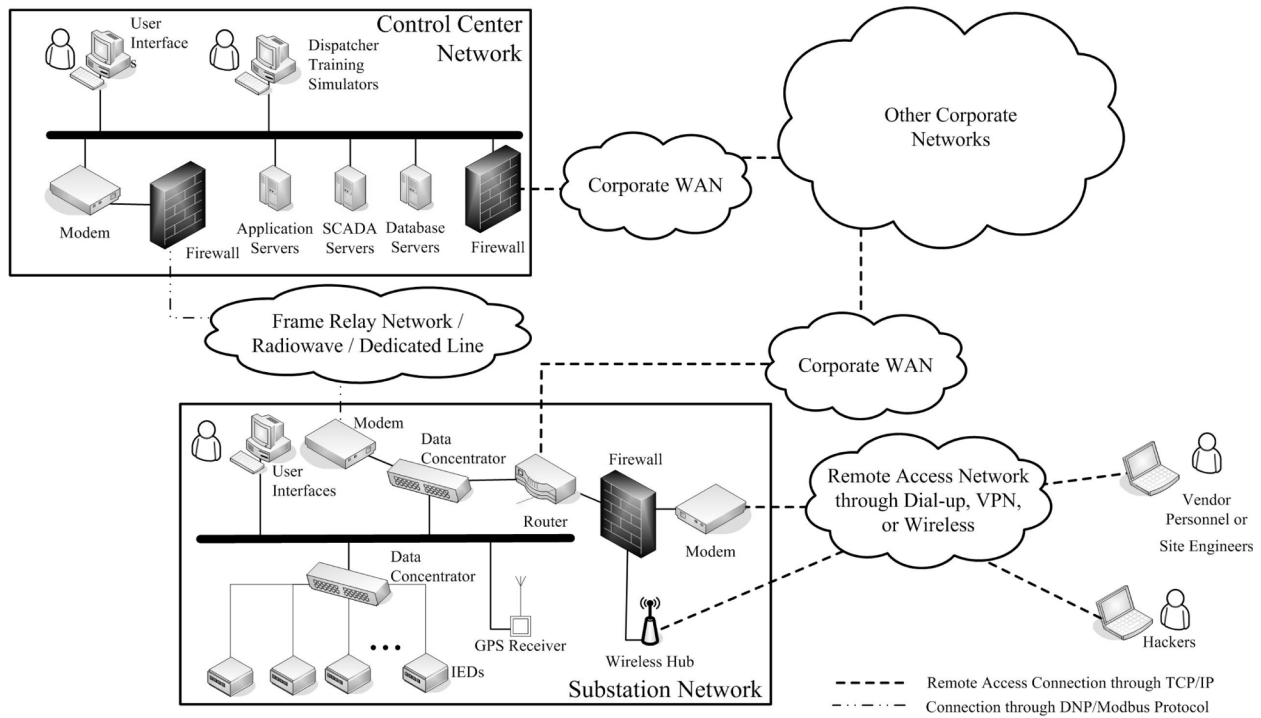 User
Interface
s
Dispatcher
Training
Simulators
Control Center
Network
Modem
Firewall
Application
Servers
SCADA
Servers
Database
Servers
Firewall
Corporate WAN
Other Corporate
Networks
Frame Relay Network /
Radiowave / Dedicated Line
Corporate WAN
User
Interfaces
Modem
Data
Concentrator
Router
Firewall
Modem
Remote Access Network
through Dial-up, VPN,
or Wireless
Vendor
Personnel or
Site Engineers
Data
Concentrator
GPS Receiver
Wireless Hub
IEDs
Hackers
Substation Network
Remote Access Connection through TCP/IP
Connection through DNP/Modbus Protocol